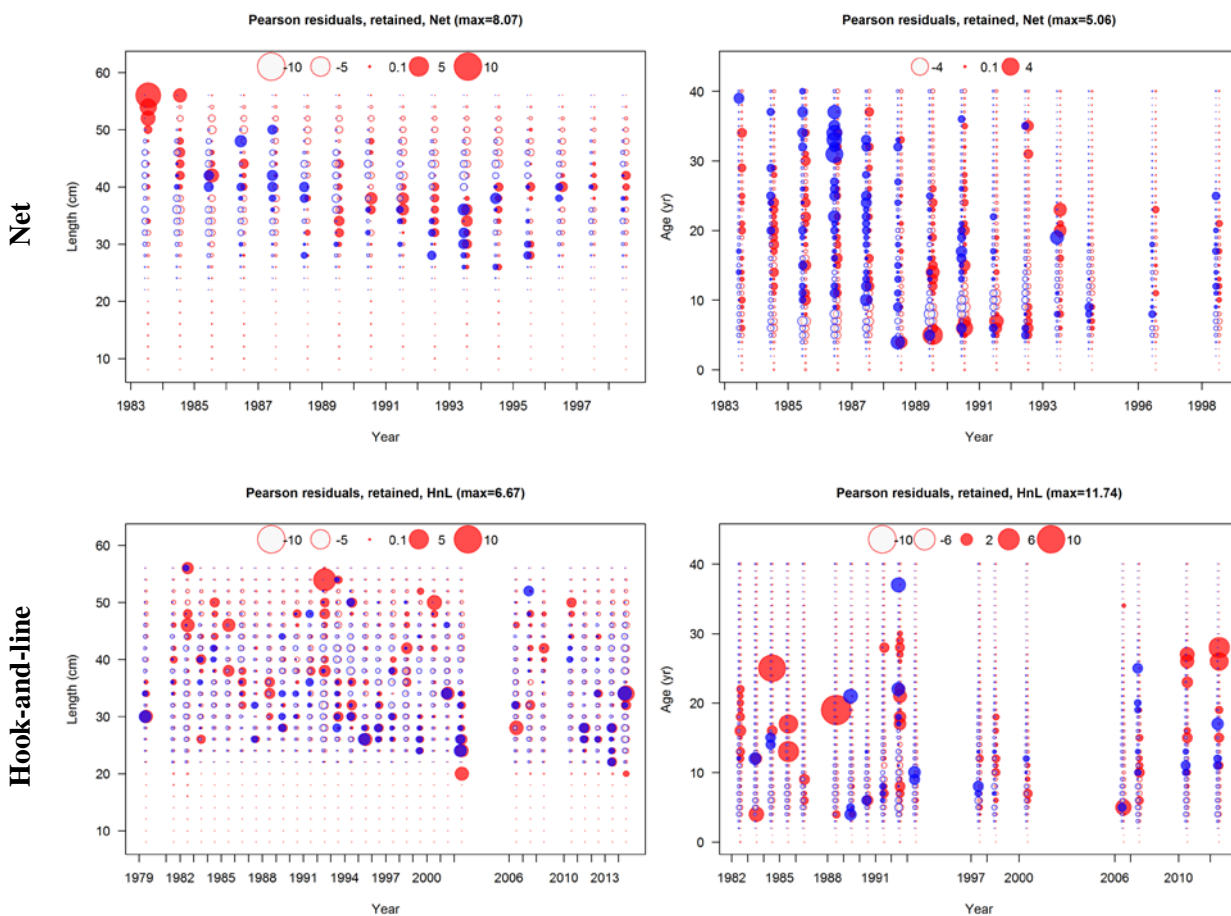 Net
Pearson residuals, retained, Net (max=8.07)
-10 -5 0.1 5 10
Length (cm)
60
50
40
30
20
10
1983 1985 1987 1989 1991 1993 1995 1997
Year
Pearson residuals, retained, Net (max=5.06)
-4 0.1 4
Age (yr)
40
30
20
10
0
1983 1985 1987 1989 1991 1993 1996 1998
Year
Hook-and-line
Pearson residuals, retained, HnL (max=6.67)
-10 -5 0.1 5 10
Length (cm)
60
50
40
30
20
10
1979 1982 1985 1988 1991 1994 1997 2000 2006 2010 2013
Year
Pearson residuals, retained, HnL (max=11.74)
-10 -6 2 6 10
Age (yr)
40
30
20
10
0
1982 1985 1988 1991 1997 2000 2006 2010
Year